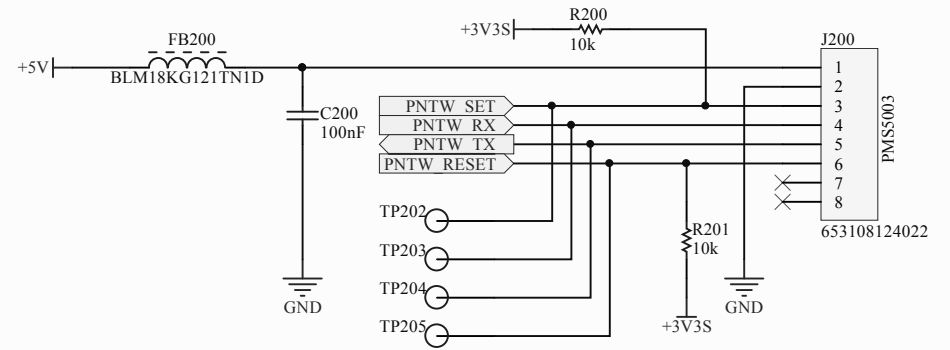 R200
+3V3S
10k
FB200
J200
+5V
BLM18KG121TN1D
1
2
PNTW_SET
3
PNTW_RX
4
PNTW_TX
5
PNTW_RESET
6
7
8
PMS5003
C200
100nF
TP202
R201
10k
653108124022
TP203
TP204
GND
GND
+3V3S
TP205